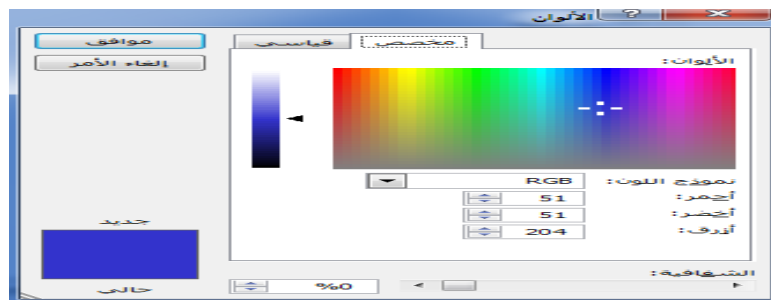 الألوان
مخصص
قياسي
موافق
إلغاء الأمر
الألوان:
نموذج اللون: RGB
أحمر: 51
أخضر: 51
أزرق: 204
جديد
حالي
الشفافية:
%0